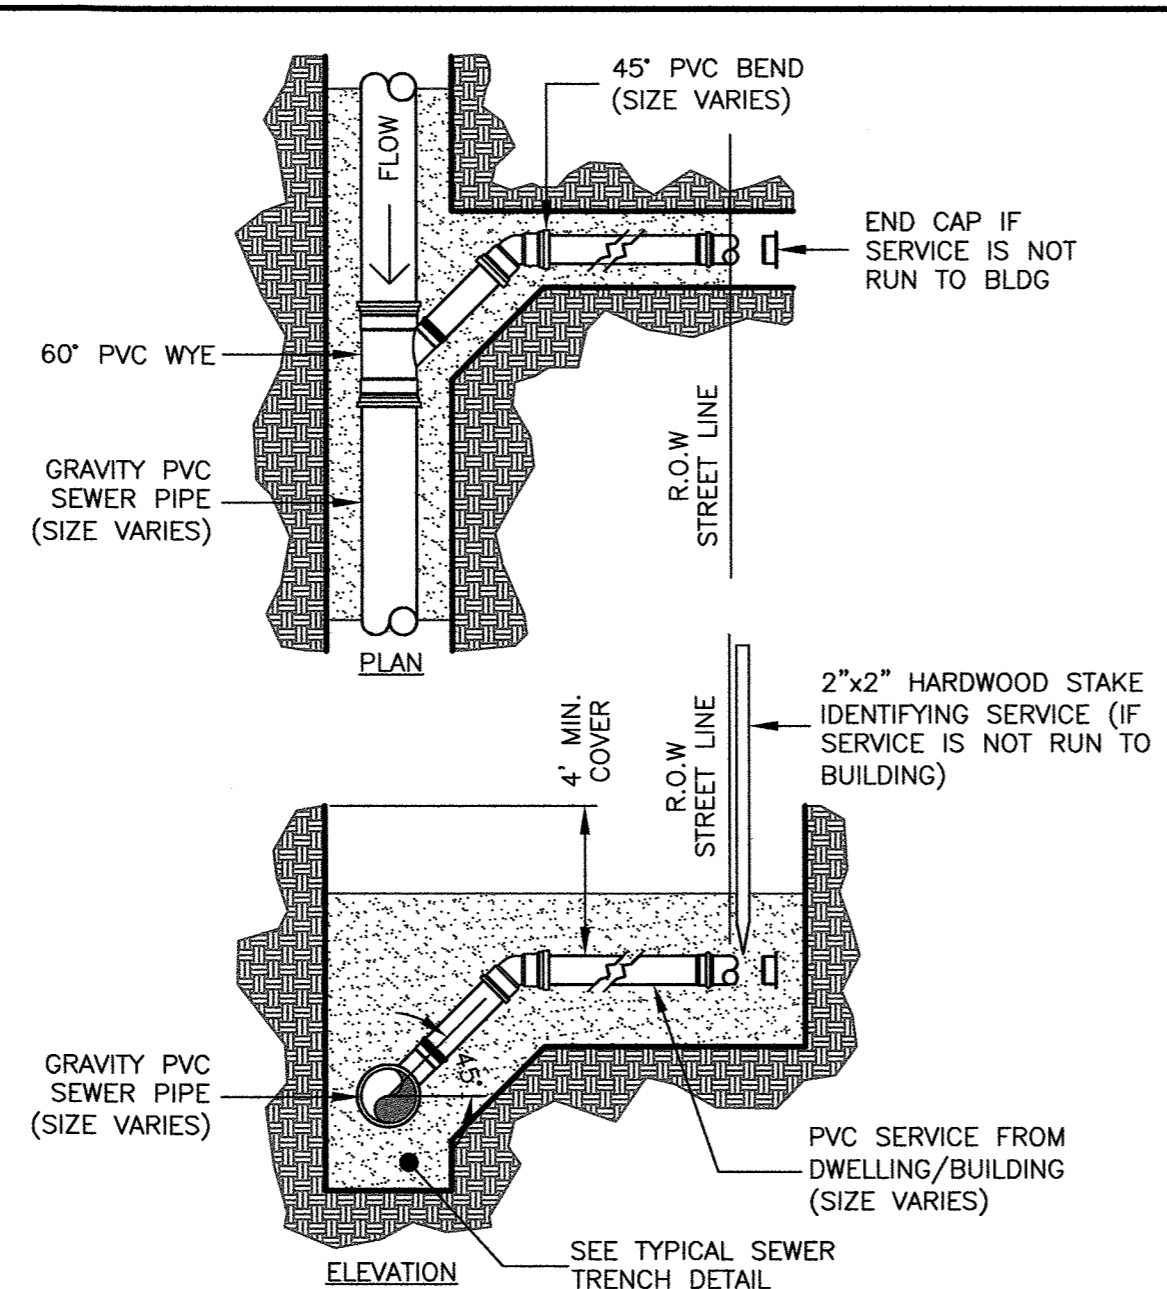 45° PVC BEND
(SIZE VARIES)
FLOW
END CAP IF
SERVICE IS NOT
RUN TO BLDG
60° PVC WYE
R.O.W
STREET LINE
GRAVITY PVC
SEWER PIPE
(SIZE VARIES)
PLAN
2"x2" HARDWOOD STAKE
IDENTIFYING SERVICE (IF
SERVICE IS NOT RUN TO
BUILDING)
4' MIN.
COVER
R.O.W
STREET LINE
GRAVITY PVC
SEWER PIPE
(SIZE VARIES)
45°
PVC SERVICE FROM
DWELLING/BUILDING
(SIZE VARIES)
SEE TYPICAL SEWER
TRENCH DETAIL
ELEVATION